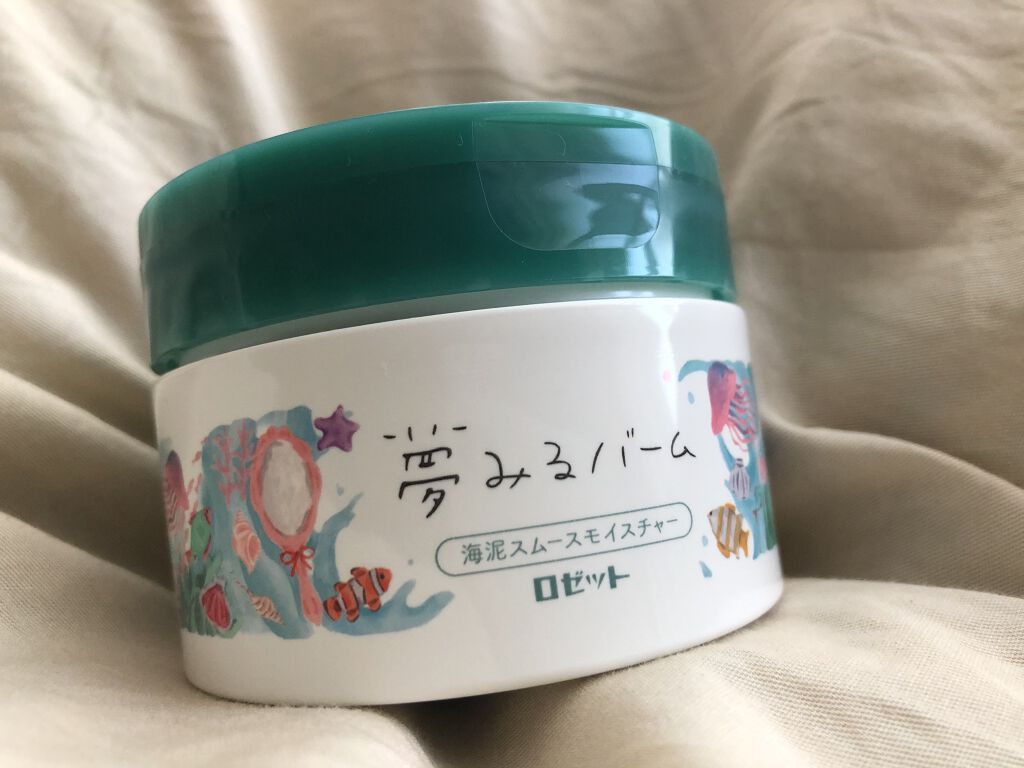 夢みるバーム
海泥スムースモイスチャー
ロゼット